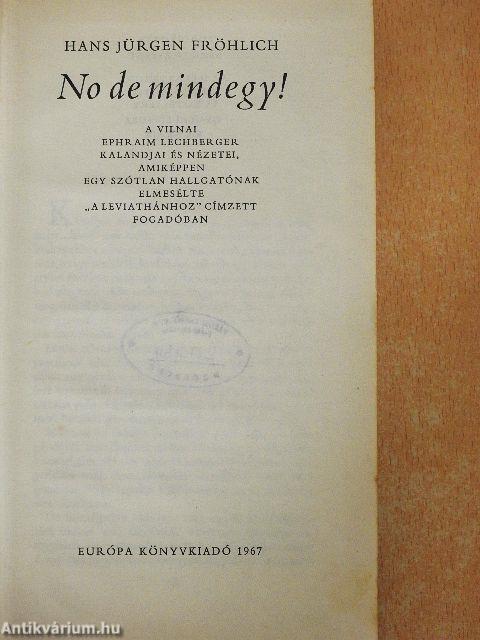 HANS JÜRGEN FRÖHLICH
No de mindegy!
A VILNAI
EPHRAIM LECHBERGER
KALANDJAI ÉS NÉZETEI,
AMIKÉPPEN
EGY SZÓTLAN HALLGATÓNAK
ELMESÉLTE
„A LEVIATHÁNHOZ” CÍMZETT
FOGADÓBAN
EURÓPA KÖNYVKIADÓ 1967
Antikvárium.hu